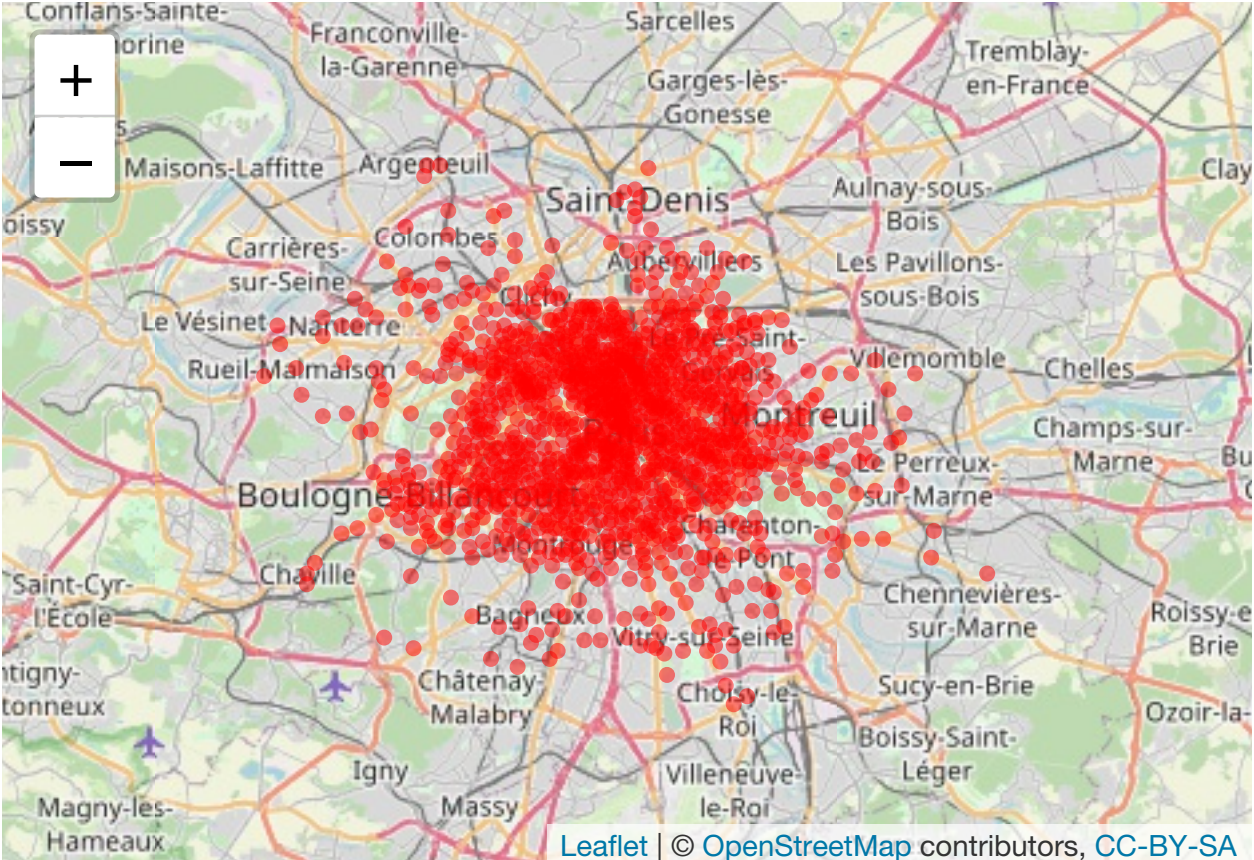 Conflans-Sainte-
norine
Franconville-
la-Garenne
Sarcelles
Tremblay-
en-France
Garges-lès-
Gonesse
+
−
Maisons-Laffitte
Argenteuil
Saint-Denis
Aulnay-sous-
Bois
Clay
oissy
Colombes
Carrières-
sur-Seine
Aubervilliers
Les Pavillons-
sous-Bois
Clichy
Le Vésinet
Nanterre
Rueil-Malmaison
Villemomble
Chelles
Montreuil
Champs-sur-
Marne
Bu
Le Perreux-
sur-Marne
Boulogne-Billancourt
Charenton-
le-Pont
Montrouge
Chaville
Saint-Cyr-
l'École
Bagneux
Vitry-sur-Seine
Chennevières-
sur-Marne
Roissy-e
Brie
ntigny-
tonneux
Châtenay-
Malabry
Choisy-le-
Roi
Sucy-en-Brie
Ozoir-la-
Boissy-Saint-
Léger
Igny
Massy
Villeneuve-
le-Roi
Magny-les-
Hameaux
Leaflet | © OpenStreetMap contributors, CC-BY-SA